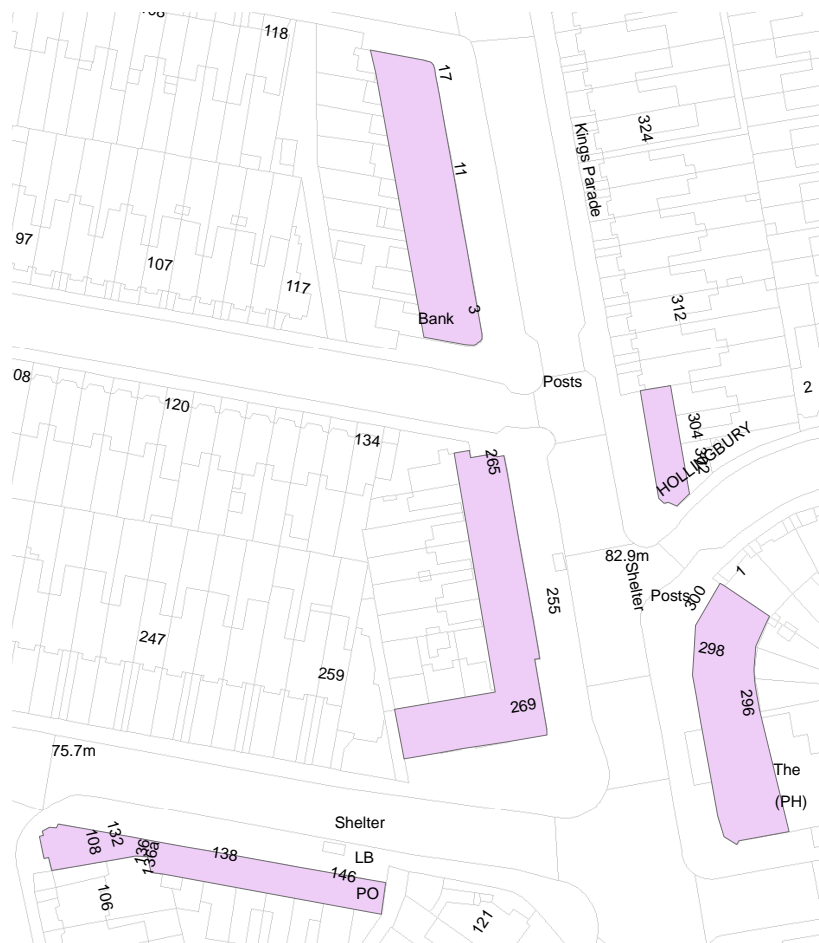 118
17
324
Kings Parade
11
97
107
117
312
3
Bank
Posts
08
120
2
134
304
265
HOLLINGBURY
82.9m
Shelter
1
255
Posts
300
247
298
259
296
269
75.7m
The
(PH)
Shelter
132
108
136
136a
138
LB
146
PO
106
121